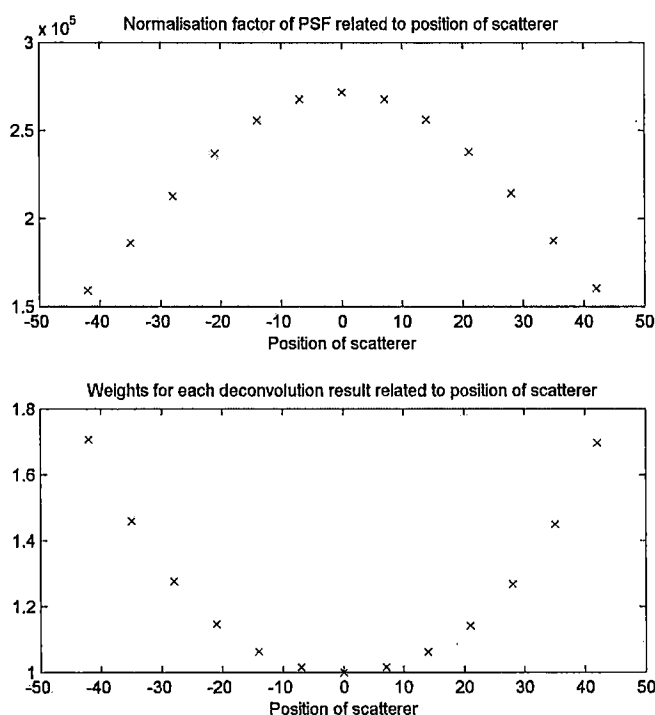 Normalisation factor of PSF related to position of scatterer
3 x 10^5
2.5
2
1.5
-50 -40 -30 -20 -10 0 10 20 30 40 50
Position of scatterer
Weights for each deconvolution result related to position of scatterer
1.8
1.6
1.4
1.2
1
-50 -40 -30 -20 -10 0 10 20 30 40 50
Position of scatterer